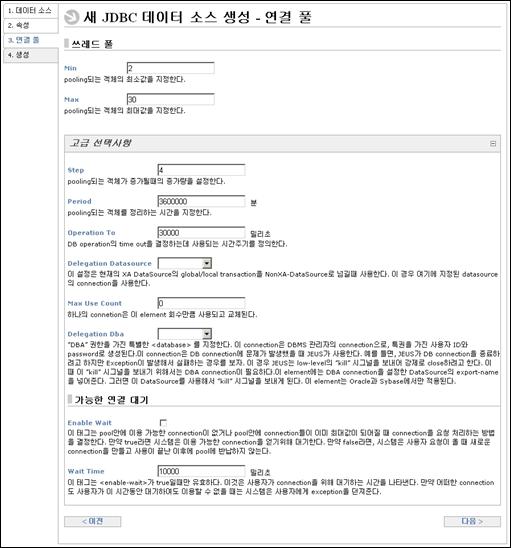 1. 데이터 소스
2. 속성
3. 연결 풀
4. 생성
새 JDBC 데이터 소스 생성 - 연결 풀
쓰레드 풀
Min 2
pooling되는 객체의 최소값을 지정한다.
Max 30
pooling되는 객체의 최대값을 지정한다.
고급 선택사항
Step 4
pooling되는 객체가 증가될때의 증가량을 설정한다.
Period 3600000 분
pooling되는 객체를 정리하는 시간을 지정한다.
Operation To 30000 밀리초
DB operation의 time out을 결정하는데 사용되는 시간주기를 정의한다.
Delegation Datasource
이 설정은 현재의 XA DataSource의 global/local transaction을 NonXA-DataSource로 넘길때 사용한다. 이 경우 여기에 지정된 datasource
의 connection을 사용한다.
Max Use Count 0
하나의 connetion은 이 element 회수만큼 사용되고 교체된다.
Delegation Dba
"DBA" 권한을 가진 특별한 <database> 를 지정한다. 이 connection은 DBMS 관리자의 connection으로, 특권을 가진 사용자 ID와
password로 생성된다.이 connection은 DB connection에 문제가 발생했을 때 JEUS가 사용한다. 예를 들면, JEUS가 DB connection을 종료하
려고 하지만 Exception이 발생해서 실패하는 경우를 보자. 이 경우 JEUS는 low-level의 "kill" 시그널을 보내어 강제로 close하려고 한다. 이
때 이 "kill" 시그널을 보내기 위해서는 DBA connection이 필요하다.이 element에는 DBA connection을 설정한 DataSource의 export-name
을 넣어준다. 그러면 이 DataSource를 사용해서 "kill" 시그널을 보내게 된다. 이 element는 Oracle과 Sybase에서만 적용된다.
가능한 연결 대기
Enable Wait
이 태그는 pool안에 이용 가능한 connection이 없거나 pool안에 connection들이 이미 최대값이 되어질 때 connection을 요청 처리하는 방법
을 결정한다. 만약 true라면 시스템은 이용 가능한 connection을 얻기위해 대기한다. 만약 false라면, 시스템은 사용자 요청이 올 때 새로운
connection을 만들고 사용이 끝난 이후에 pool에 반납하지 않는다.
Wait Time 10000 밀리초
이 태그는 <enable-wait>가 true일때만 유효하다. 이것은 사용자가 connection을 위해 대기하는 시간을 나타낸다. 만약 어떠한 connection
도 사용자가 이 시간동안 대기하여도 이용할 수 없을 때는 시스템은 사용자에게 exception을 던져준다.
< 이전 다음 >